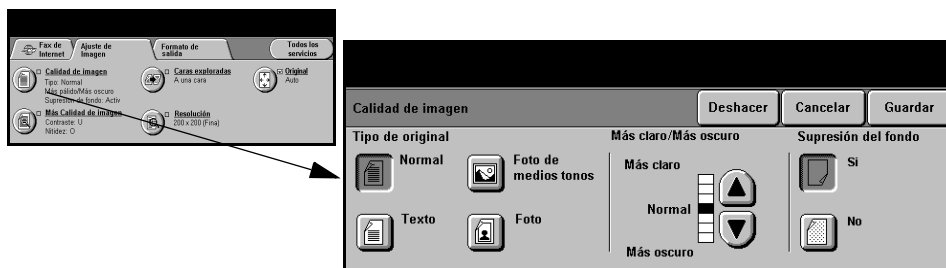 Fax de
Internet
Ajuste de
Imagen
Formato de
salida
Todos los
servicios
Calidad de imagen
Tipo: Normal
Más pálido/Más oscuro
Supresión de fondo: Activ
Caras exploradas
A una cara
Original
Auto
Más Calidad de imagen
Contraste: U
Nitidez: O
Resolución
200 x 200 (Fina)
Calidad de imagen
Deshacer
Cancelar
Guardar
Tipo de original
Más claro/Más oscuro
Supresión del fondo
Normal
Foto de
medios tonos
Más claro
Si
Normal
Texto
Foto
No
Más oscuro